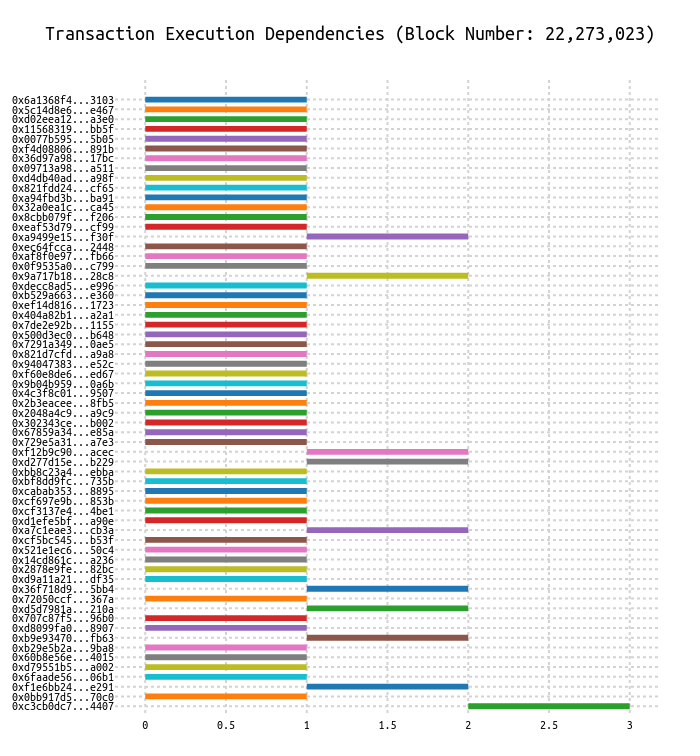 Transaction Execution Dependencies (Block Number: 22,273,023)
0x6a1368f4...3103
0x5c14d8e6...e467
0xd02eea12...a3e0
0x11568319...bb5f
0x0077b595...5b05
0xf4d08806...891b
0x36d97a98...17bc
0x09713a98...a511
0xd4db40ad...a98f
0x821fdd24...cf65
0xa94fbd3b...ba91
0x32a0ea1c...ca45
0x8cbb079f...f206
0xeaf53d79...cf99
0xa9499e15...f30f
0xec64fcca...2448
0xaf8f0e97...fb66
0x0f9535a0...c799
0x9a717b18...28c8
0xdecc8ad5...e996
0xb529a663...e360
0xef14d816...1723
0x404a82b1...a2a1
0x7de2e92b...1155
0x500d3ec0...b648
0x7291a349...0ae5
0x821d7cfd...a9a8
0x94047383...e52c
0xf60e8de6...ed67
0x9b04b959...0a6b
0x4c3f8c01...9507
0x2b3eacee...8fb5
0x2048a4c9...a9c9
0x302343ce...b002
0x67859a34...e85a
0x729e5a31...a7e3
0xf12b9c90...acec
0xd277d15e...b229
0xbb8c23a4...ebba
0xbf8dd9fc...735b
0xcabab353...8895
0xcf697e9b...853b
0xcf3137e4...4be1
0xd1efe5bf...a90e
0xa7c1eae3...cb3a
0xcf5bc545...b53f
0x521e1ec6...50c4
0x14cd861c...a236
0x2878e9fe...82bc
0xd9a11a21...df35
0x36f718d9...5bb4
0x72050ccf...367a
0xd5d7981a...210a
0x707c87f5...96b0
0xd8099fa0...8907
0xb9e93470...fb63
0xb29e5b2a...9ba8
0x60b8e56e...4015
0xd79551b5...a002
0x6faade56...06b1
0xf1e6bb24...e291
0x0bb917d5...70c0
0xc3cb0dc7...4407
0 0.5 1 1.5 2 2.5 3